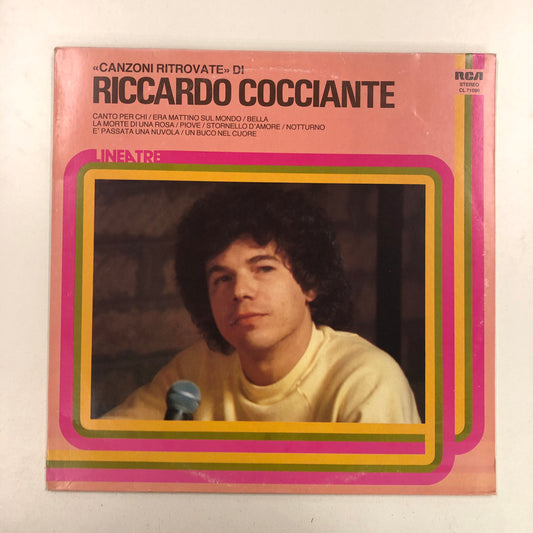 «CANZONI RITROVATE» DI
RICCARDO COCCIANTE
CANTO PER CHI / ERA MATTINO SUL MONDO / BELLA
LA MORTE DI UNA ROSA / PIOVE / STORNELLO D'AMORE / NOTTURNO
E' PASSATA UNA NUVOLA / UN BUCO NEL CUORE
RCA
STEREO
LINEATRE